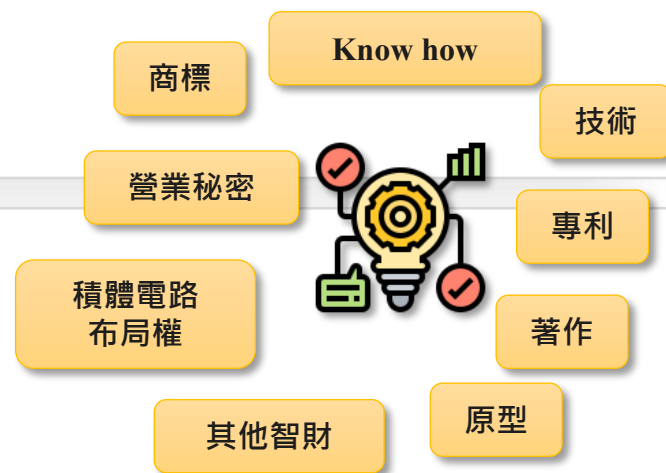 Know how
商標
技術
營業秘密
專利
積體電路
布局權
著作
原型
其他智財